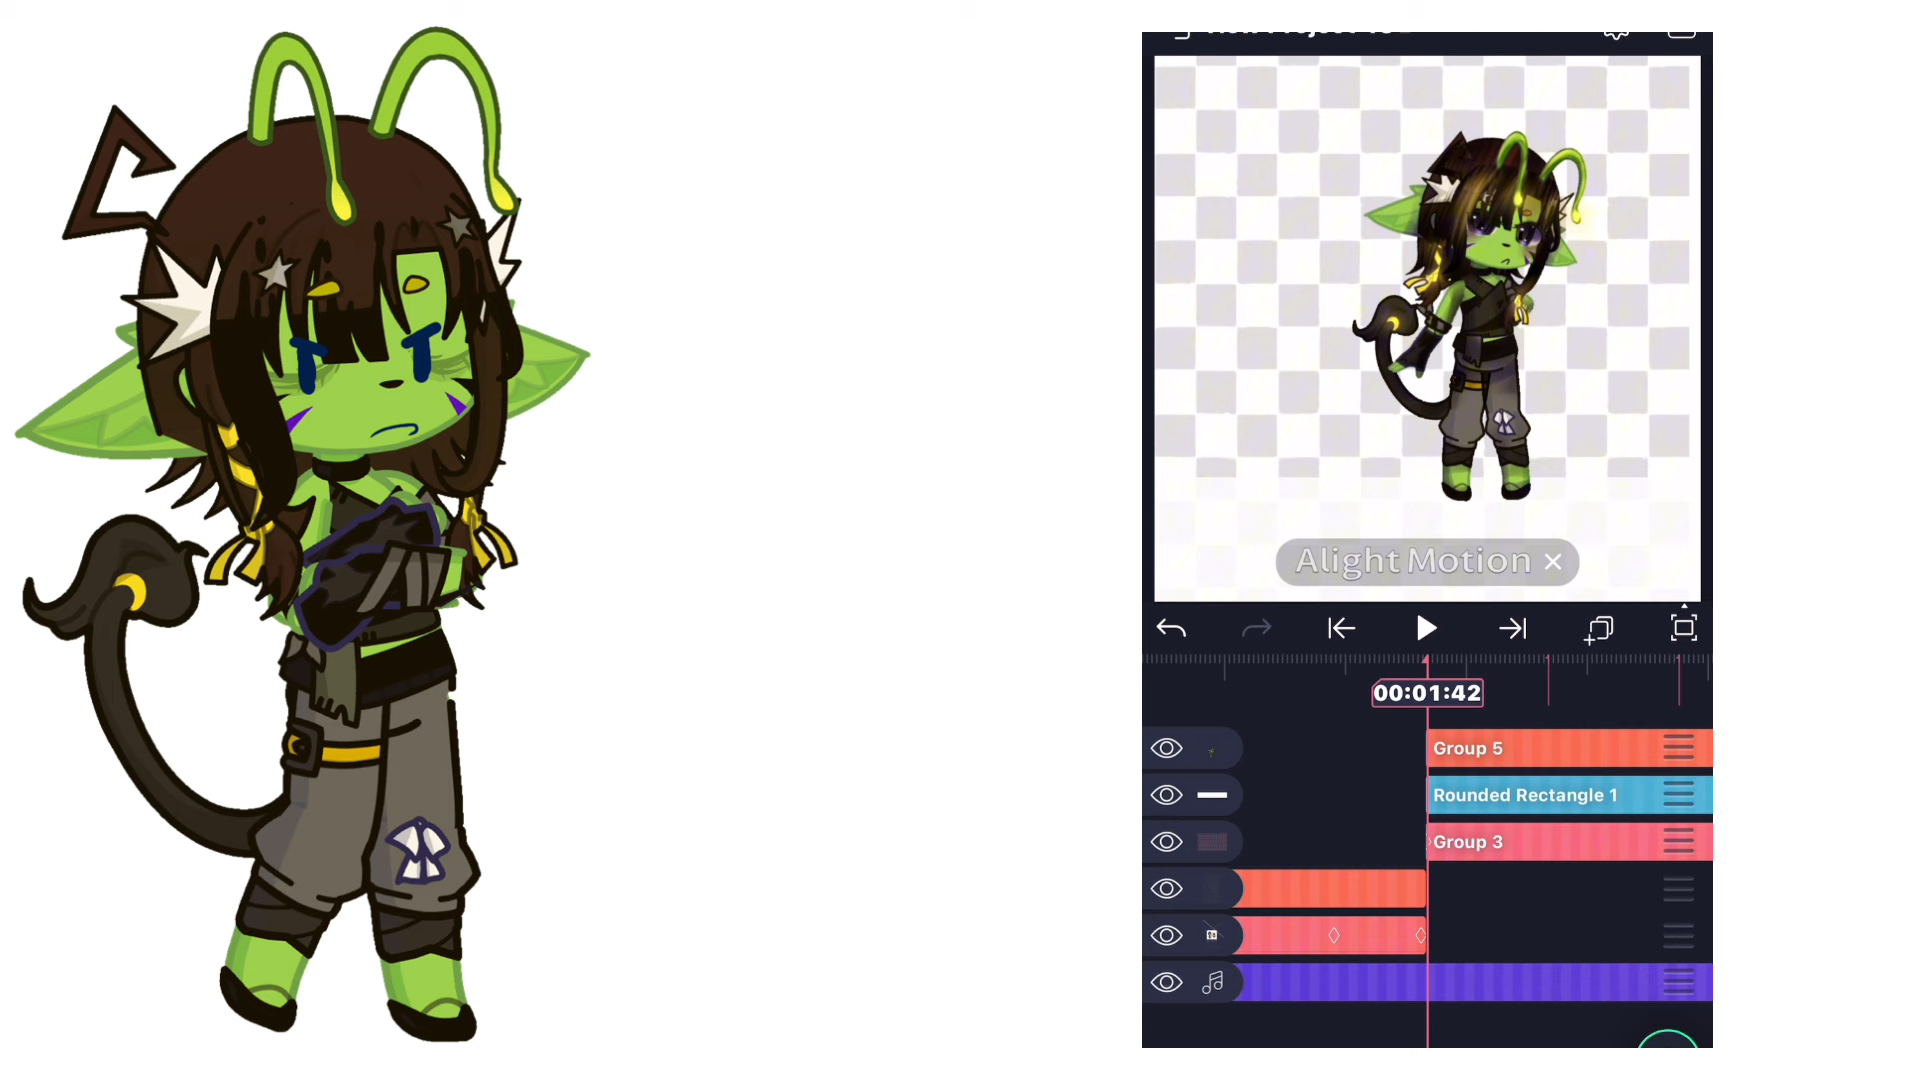 Alight Motion
00:01:42
Group 5
Rounded Rectangle 1
Group 3